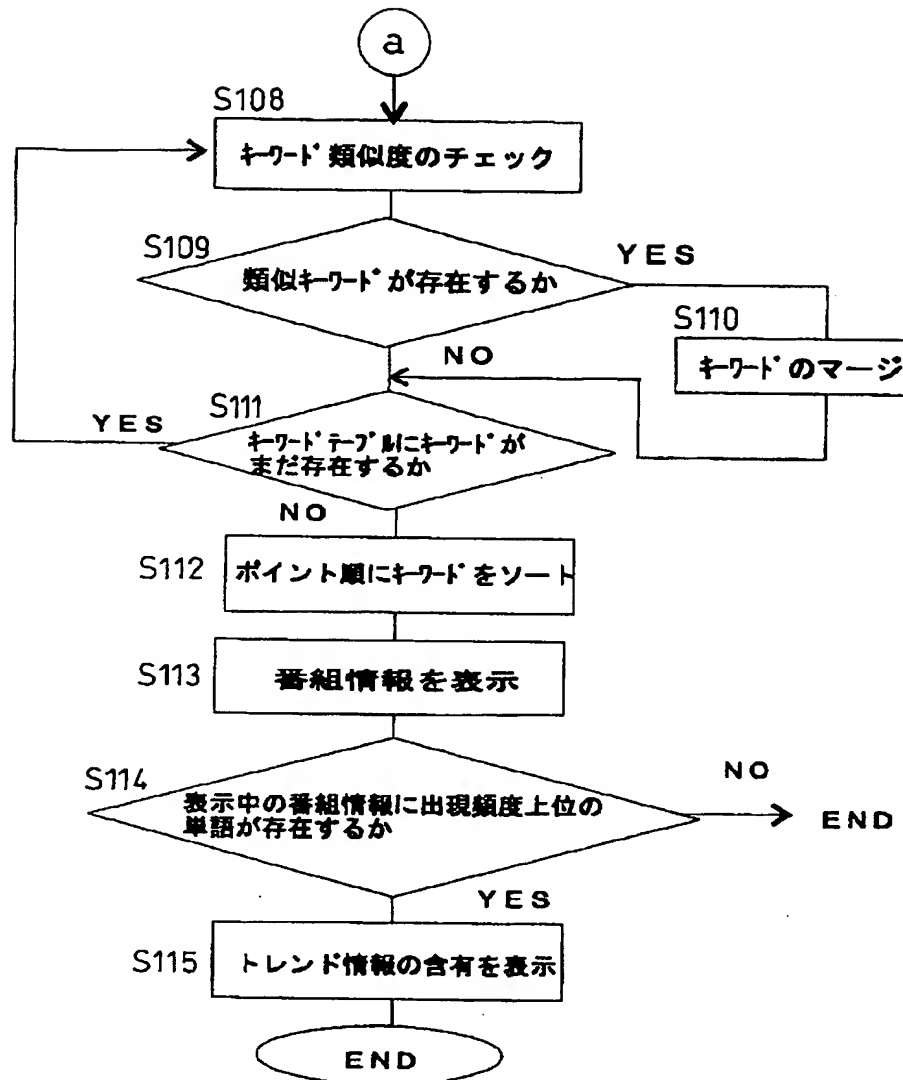 a
S108
キーワード類似度のチェック
S109
類似キーワードが存在するか
YES
S110
キーワードのマージ
NO
S111
YES
キーワードテーブルにキーワードが
まだ存在するか
NO
S112
ポイント順にキーワードをソート
S113
番組情報を表示
S114
表示中の番組情報に出現頻度上位の
単語が存在するか
NO
END
YES
S115
トレンド情報の含有を表示
END